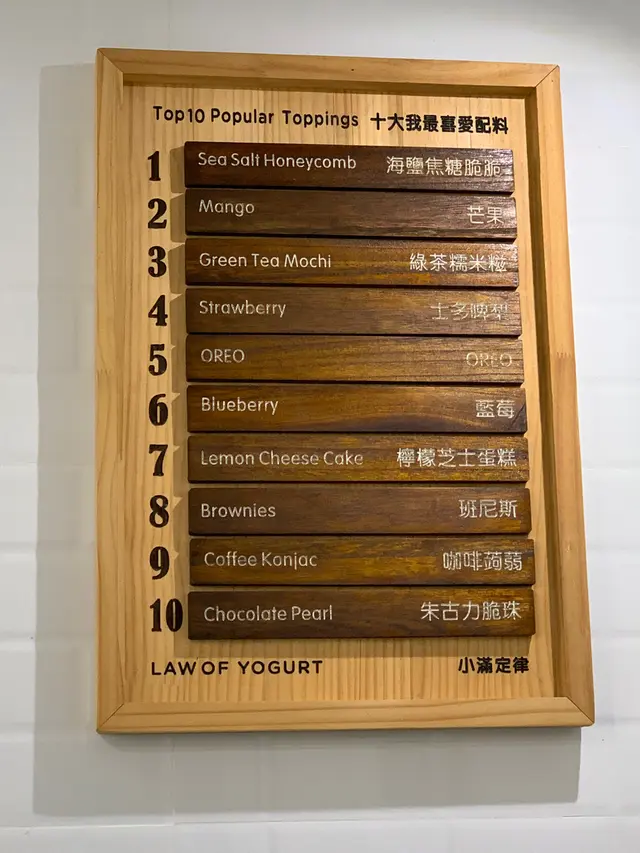 Top10 Popular Toppings 十大我最喜愛配料
1 Sea Salt Honeycomb 海鹽焦糖脆脆
2 Mango 芒果
3 Green Tea Mochi 綠茶糯米糍
4 Strawberry 士多啤梨
5 OREO OREO
6 Blueberry 藍莓
7 Lemon Cheese Cake 檸檬芝士蛋糕
8 Brownies 班尼斯
9 Coffee Konjac 咖啡蒟蒻
10 Chocolate Pearl 朱古力脆珠
LAW OF YOGURT 小滿定律